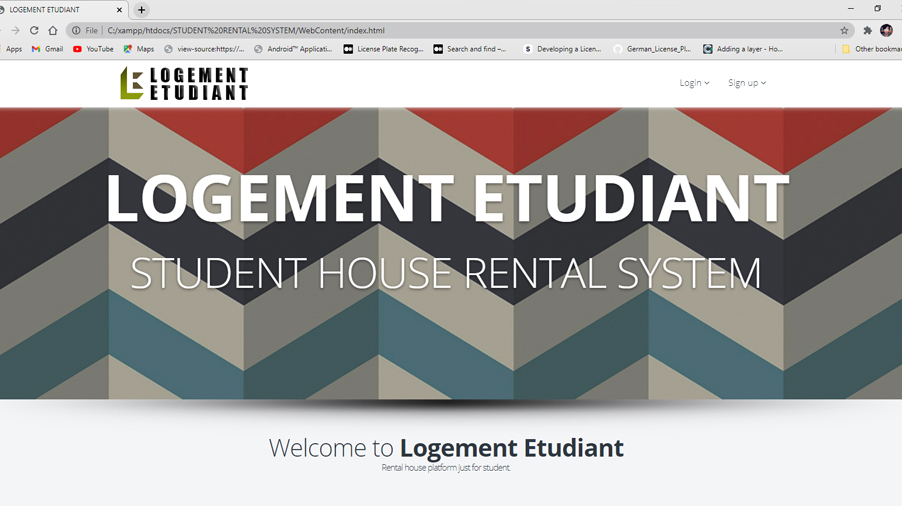 LOGEMENT ETUDIANT
File C:/xampp/htdocs/STUDENT%20RENTAL%20SYSTEM/WebContent/index.html
Apps Gmail YouTube Maps view-source:https://... Android™ Applicati... License Plate Recog... Search and find –... Developing a Licen... German_License_Pl... Adding a layer - Ho... Other bookma
LOGEMENT
ETUDIANT
Login Sign up
LOGEMENT ETUDIANT
STUDENT HOUSE RENTAL SYSTEM
Welcome to Logement Etudiant
Rental house platform just for student.